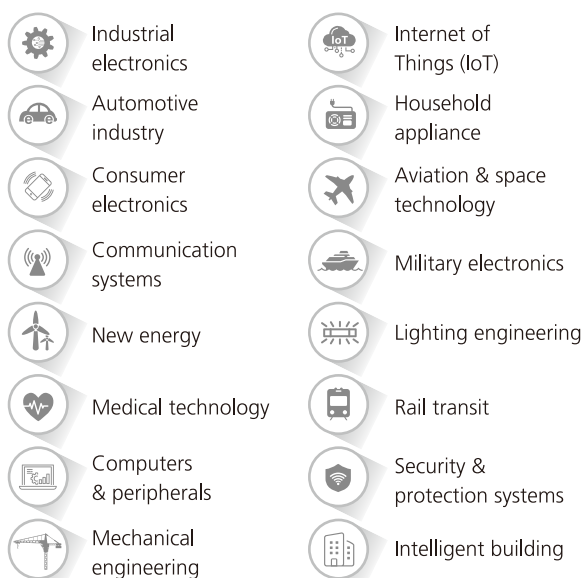 Industrial
electronics
Automotive
industry
Consumer
electronics
Communication
systems
New energy
Medical technology
Computers
& peripherals
Mechanical
engineering
IoT
Internet of
Things (IoT)
Household
appliance
Aviation & space
technology
Military electronics
Lighting engineering
Rail transit
Security &
protection systems
Intelligent building